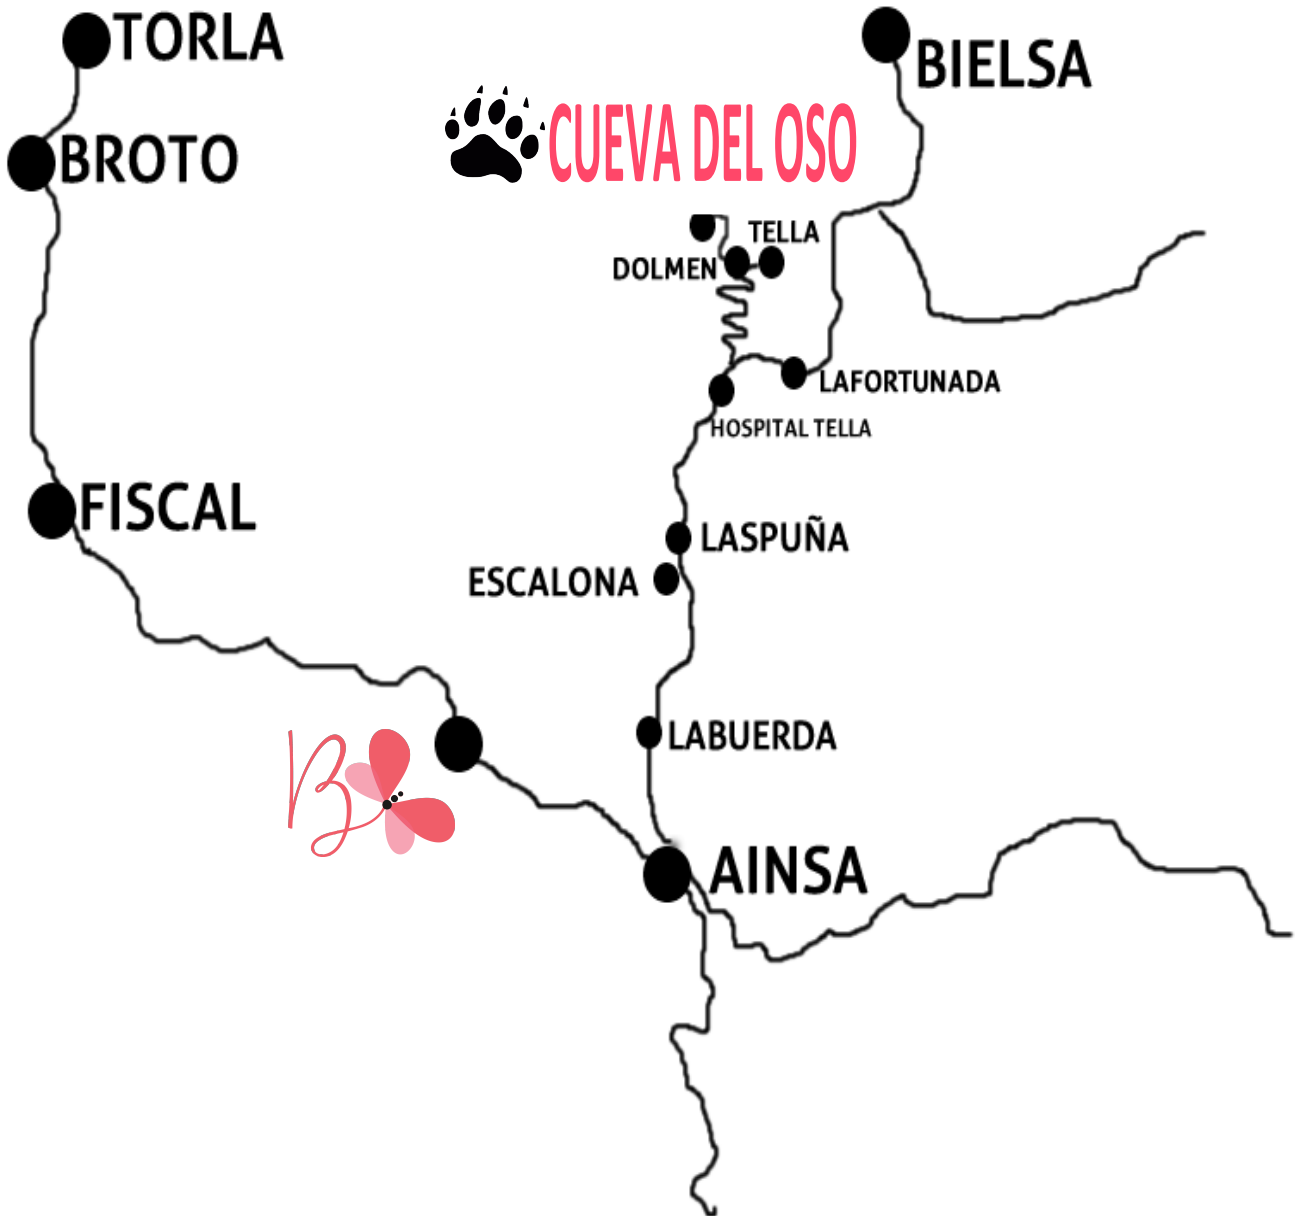 TORLA
BIELSA
BROTO
CUEVA DEL OSO
TELLA
DOLMEN
LAFORTUNADA
HOSPITAL TELLA
FISCAL
LASPUÑA
ESCALONA
LABUERDA
B
AINSA